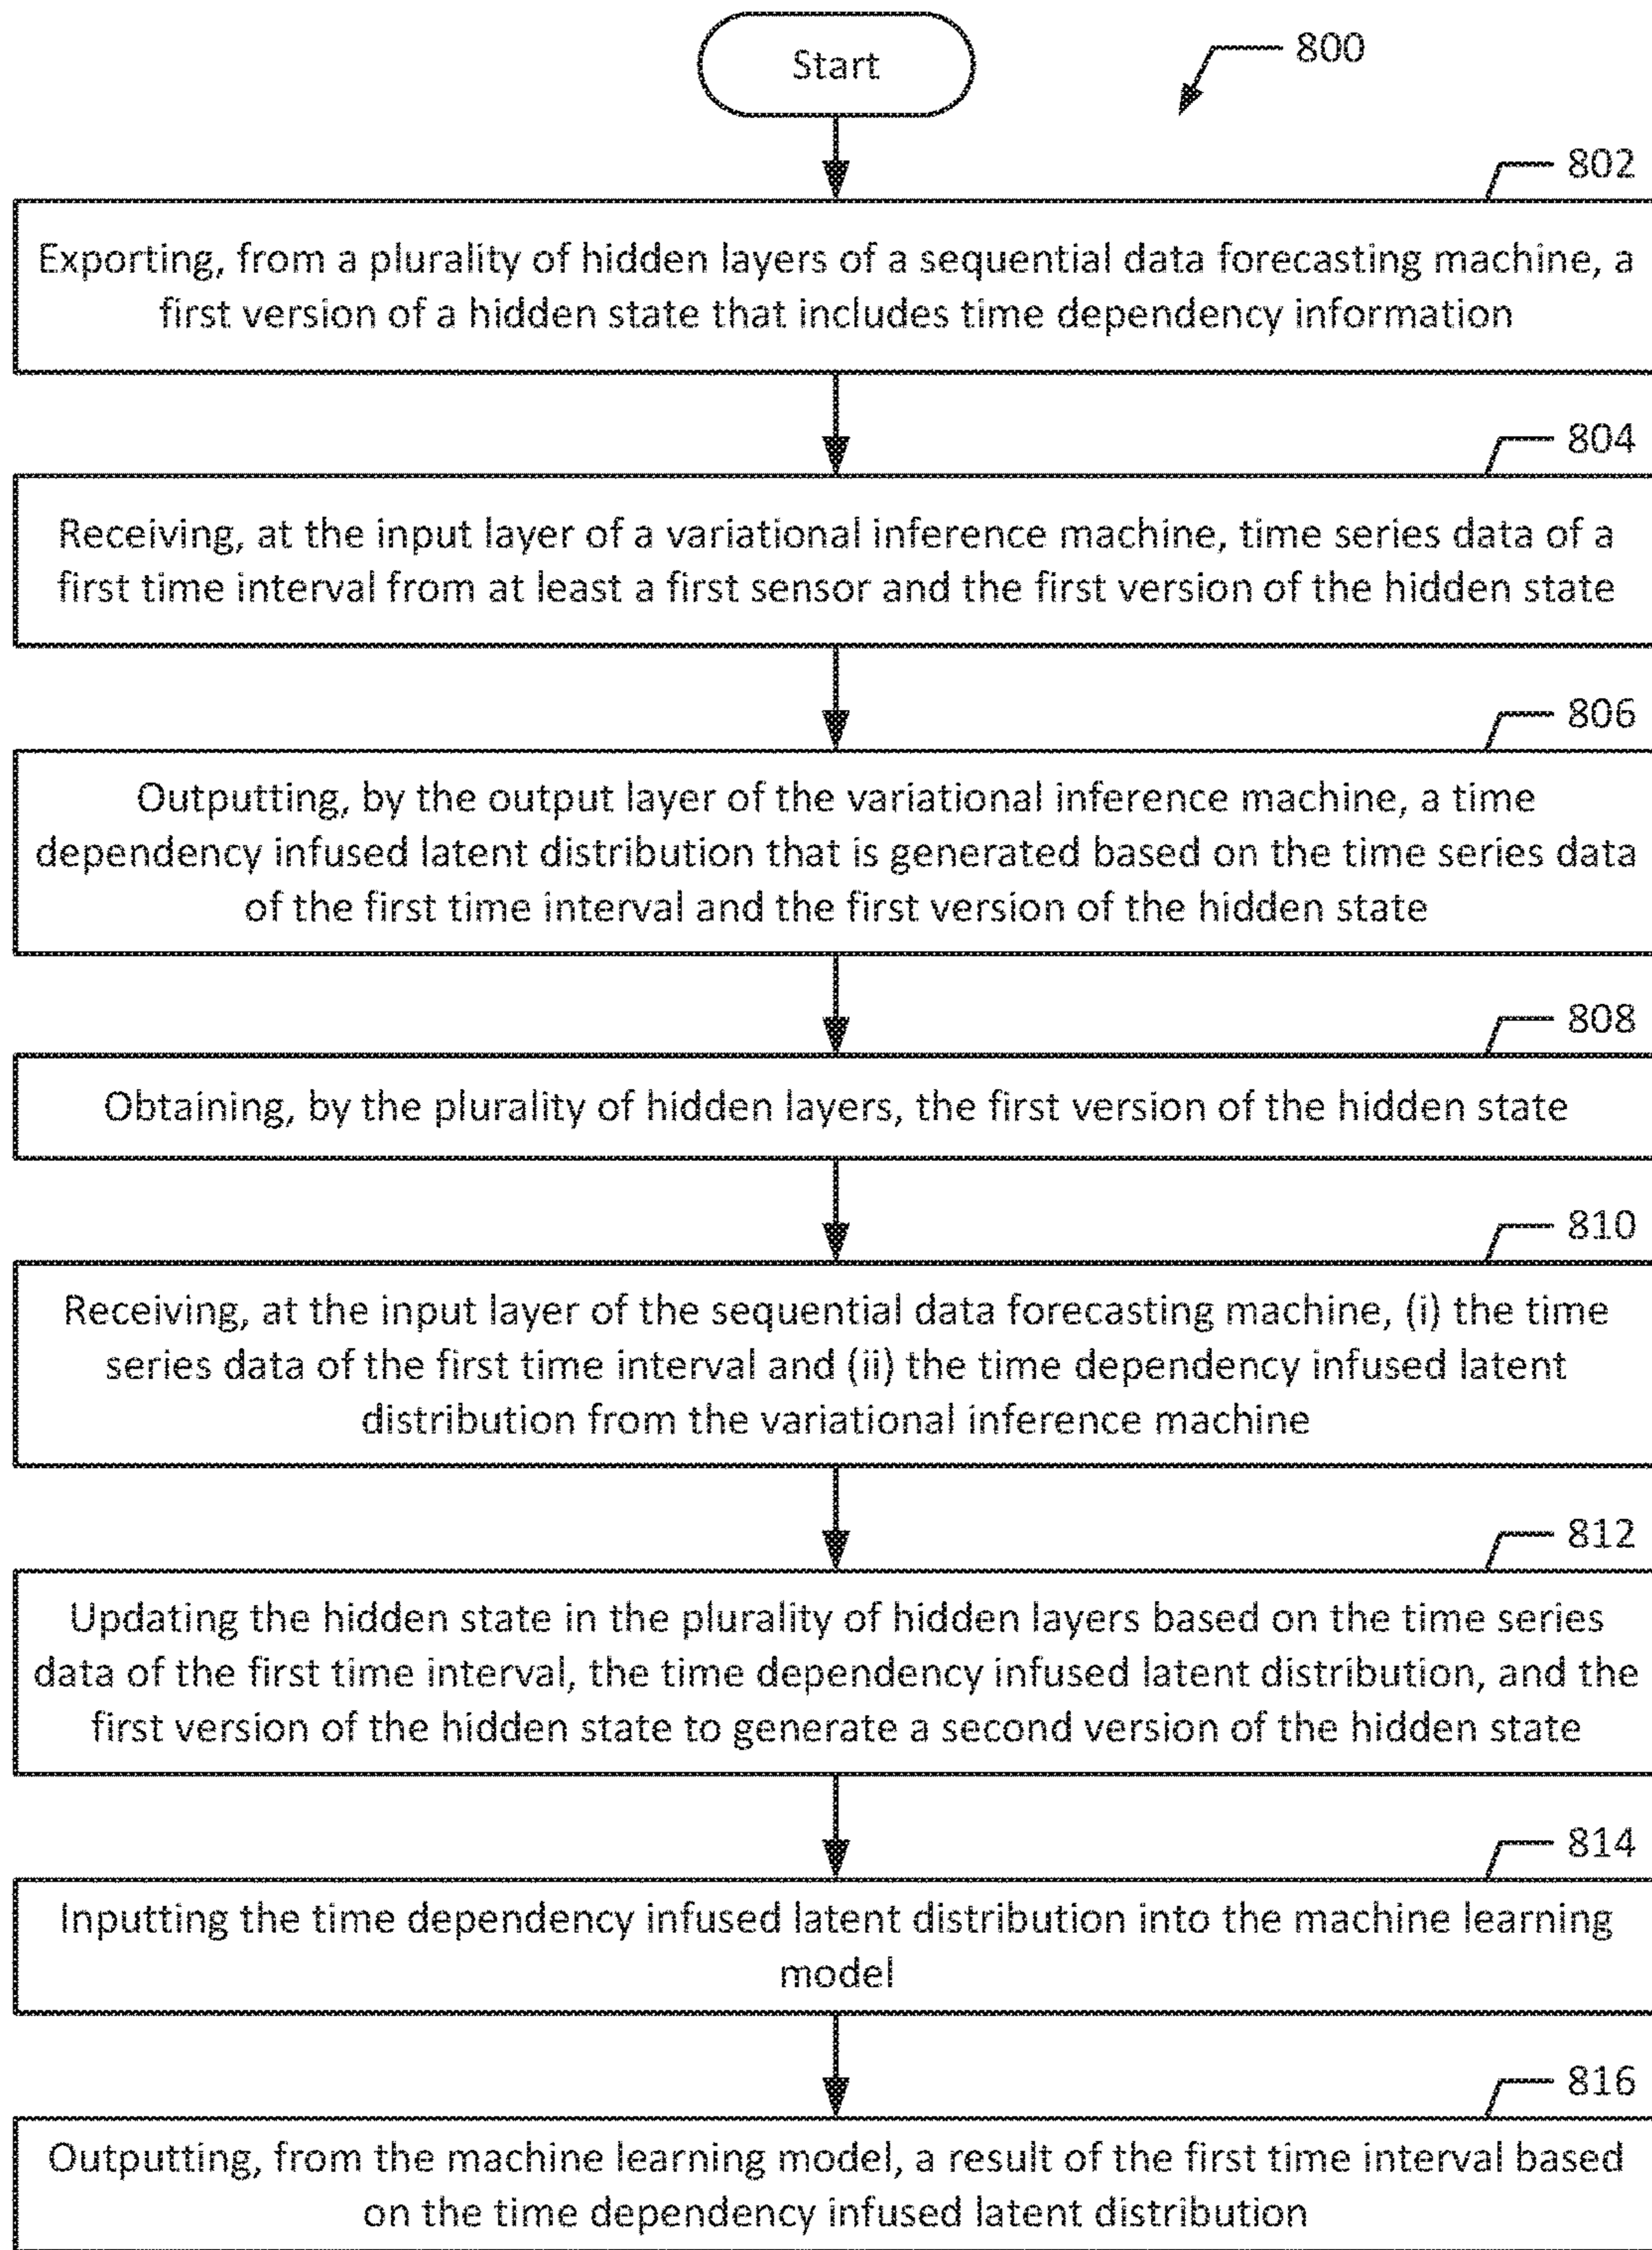 Start
800
802
Exporting, from a plurality of hidden layers of a sequential data forecasting machine, a
first version of a hidden state that includes time dependency information
804
Receiving, at the input layer of a variational inference machine, time series data of a
first time interval from at least a first sensor and the first version of the hidden state
806
Outputting, by the output layer of the variational inference machine, a time
dependency infused latent distribution that is generated based on the time series data
of the first time interval and the first version of the hidden state
808
Obtaining, by the plurality of hidden layers, the first version of the hidden state
810
Receiving, at the input layer of the sequential data forecasting machine, (i) the time
series data of the first time interval and (ii) the time dependency infused latent
distribution from the variational inference machine
812
Updating the hidden state in the plurality of hidden layers based on the time series
data of the first time interval, the time dependency infused latent distribution, and the
first version of the hidden state to generate a second version of the hidden state
814
Inputting the time dependency infused latent distribution into the machine learning
model
816
Outputting, from the machine learning model, a result of the first time interval based
on the time dependency infused latent distribution